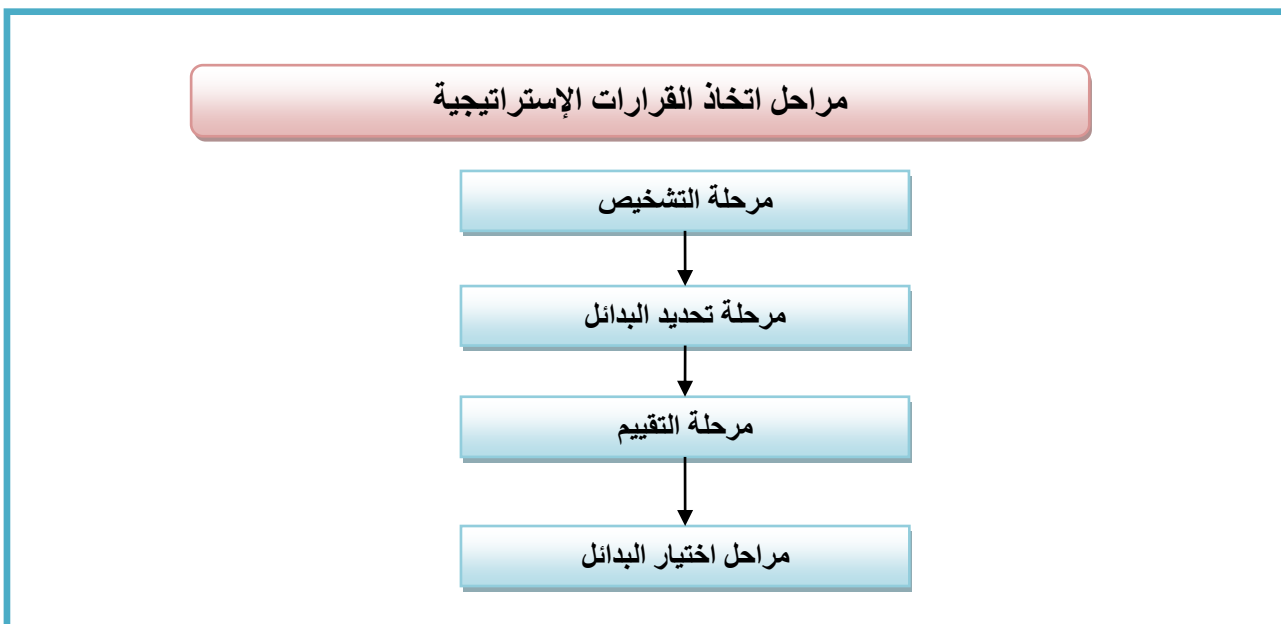 مراحل اتخاذ القرارات الإستراتيجية
مرحلة التشخيص
مرحلة تحديد البدائل
مرحلة التقييم
مراحل اختيار البدائل